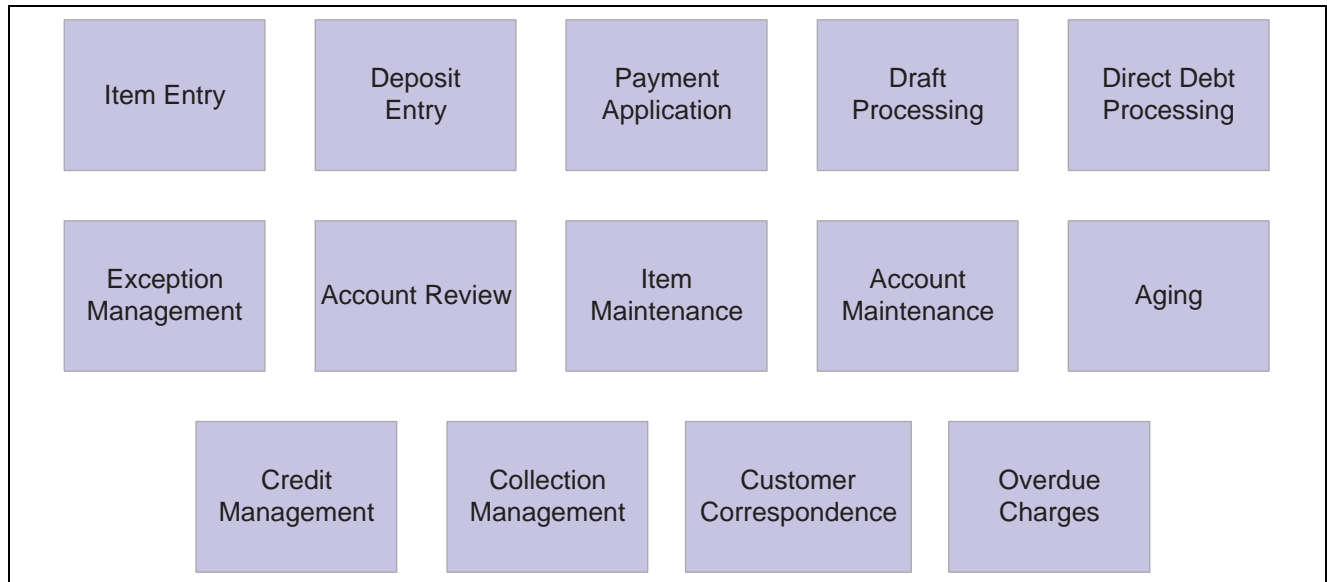 Item Entry
Deposit
Entry
Payment
Application
Draft
Processing
Direct Debt
Processing
Exception
Management
Account Review
Item
Maintenance
Account
Maintenance
Aging
Credit
Management
Collection
Management
Customer
Correspondence
Overdue
Charges